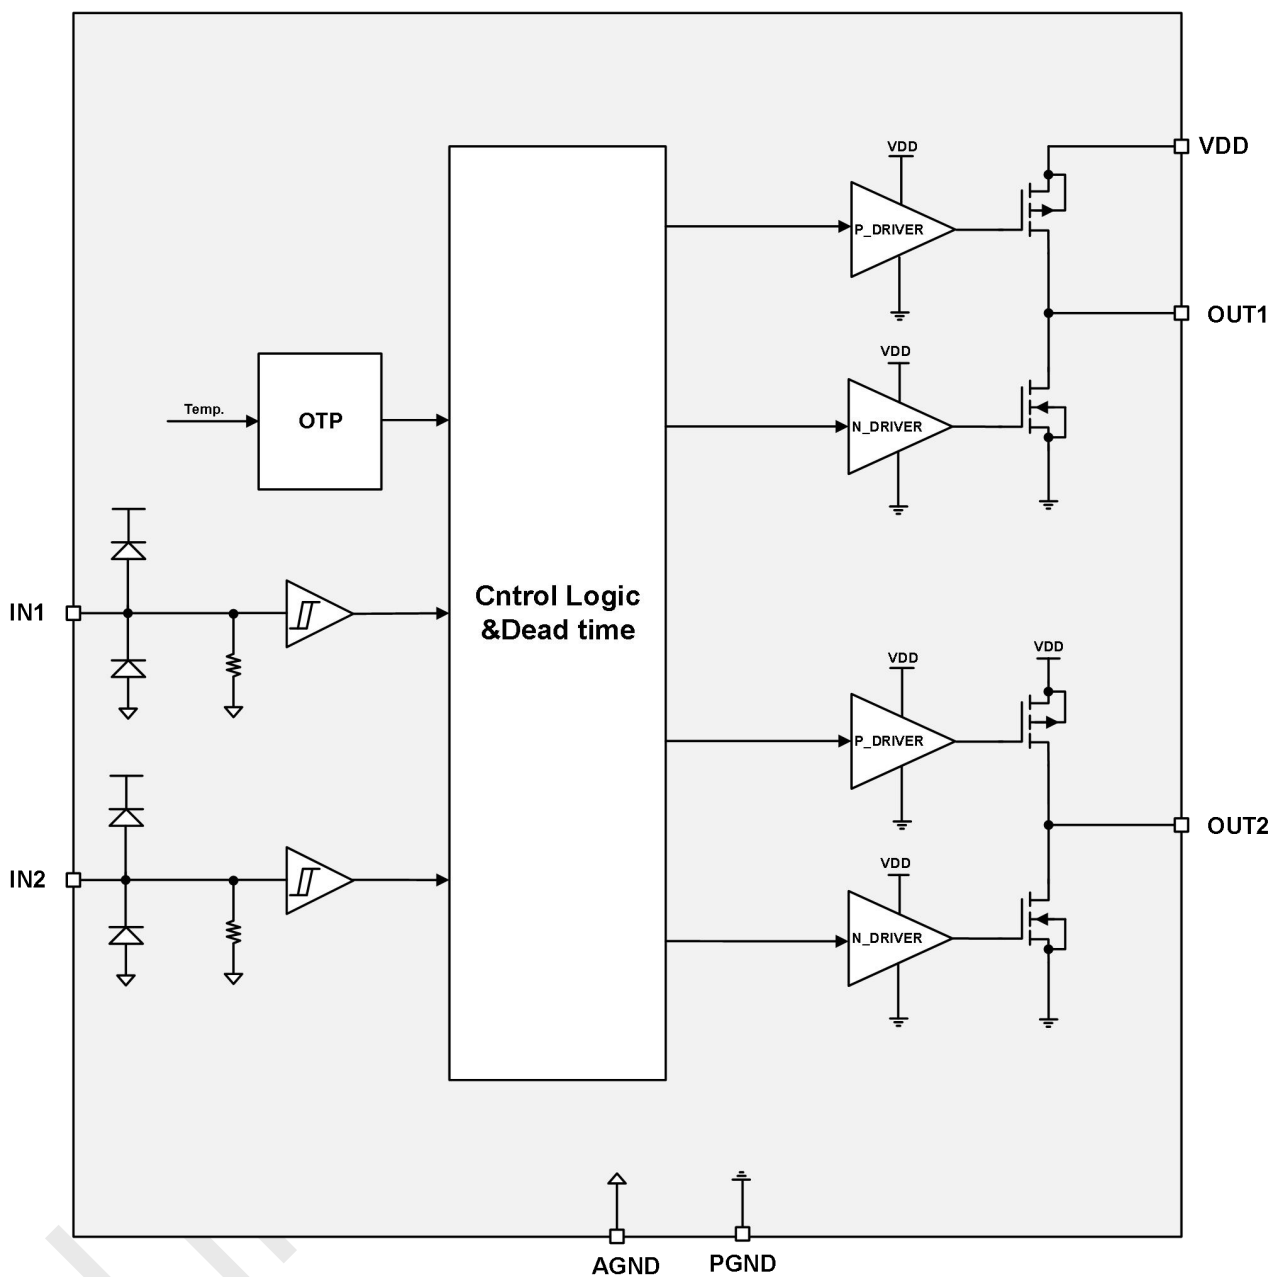 VDD
VDD
P_DRIVER
OUT1
VDD
Temp.
OTP
N_DRIVER
Cntrol Logic
&Dead time
IN1
VDD
VDD
P_DRIVER
OUT2
VDD
IN2
N_DRIVER
AGND
PGND